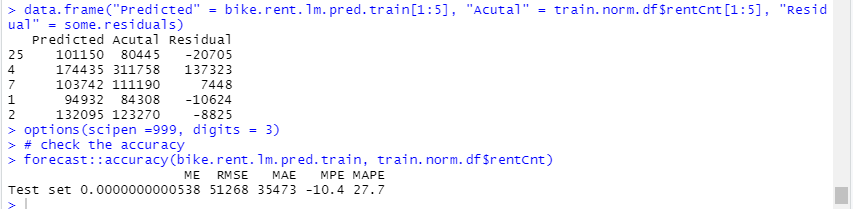 > data.frame("Predicted" = bike.rent.lm.pred.train[1:5], "Acutal" = train.norm.df$rentCnt[1:5], "Resid
ual" = some.residuals)
   Predicted Acutal Residual
25    101150  80445   -20705
4     174435 311758   137323
7     103742 111190     7448
1      94932  84308   -10624
2     132095 123270    -8825
> options(scipen =999, digits = 3)
> # check the accuracy
> forecast::accuracy(bike.rent.lm.pred.train, train.norm.df$rentCnt)
                      ME  RMSE   MAE   MPE MAPE
Test set 0.0000000000538 51268 35473 -10.4 27.7
>